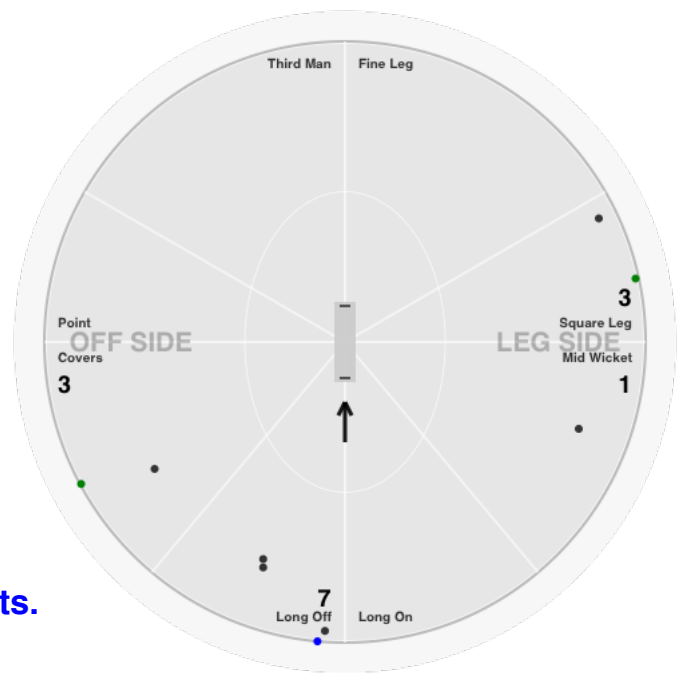 Third Man Fine Leg
3
Point Square Leg
OFF SIDE LEG SIDE
Covers Mid Wicket
3 1
ts.
7
Long Off Long On